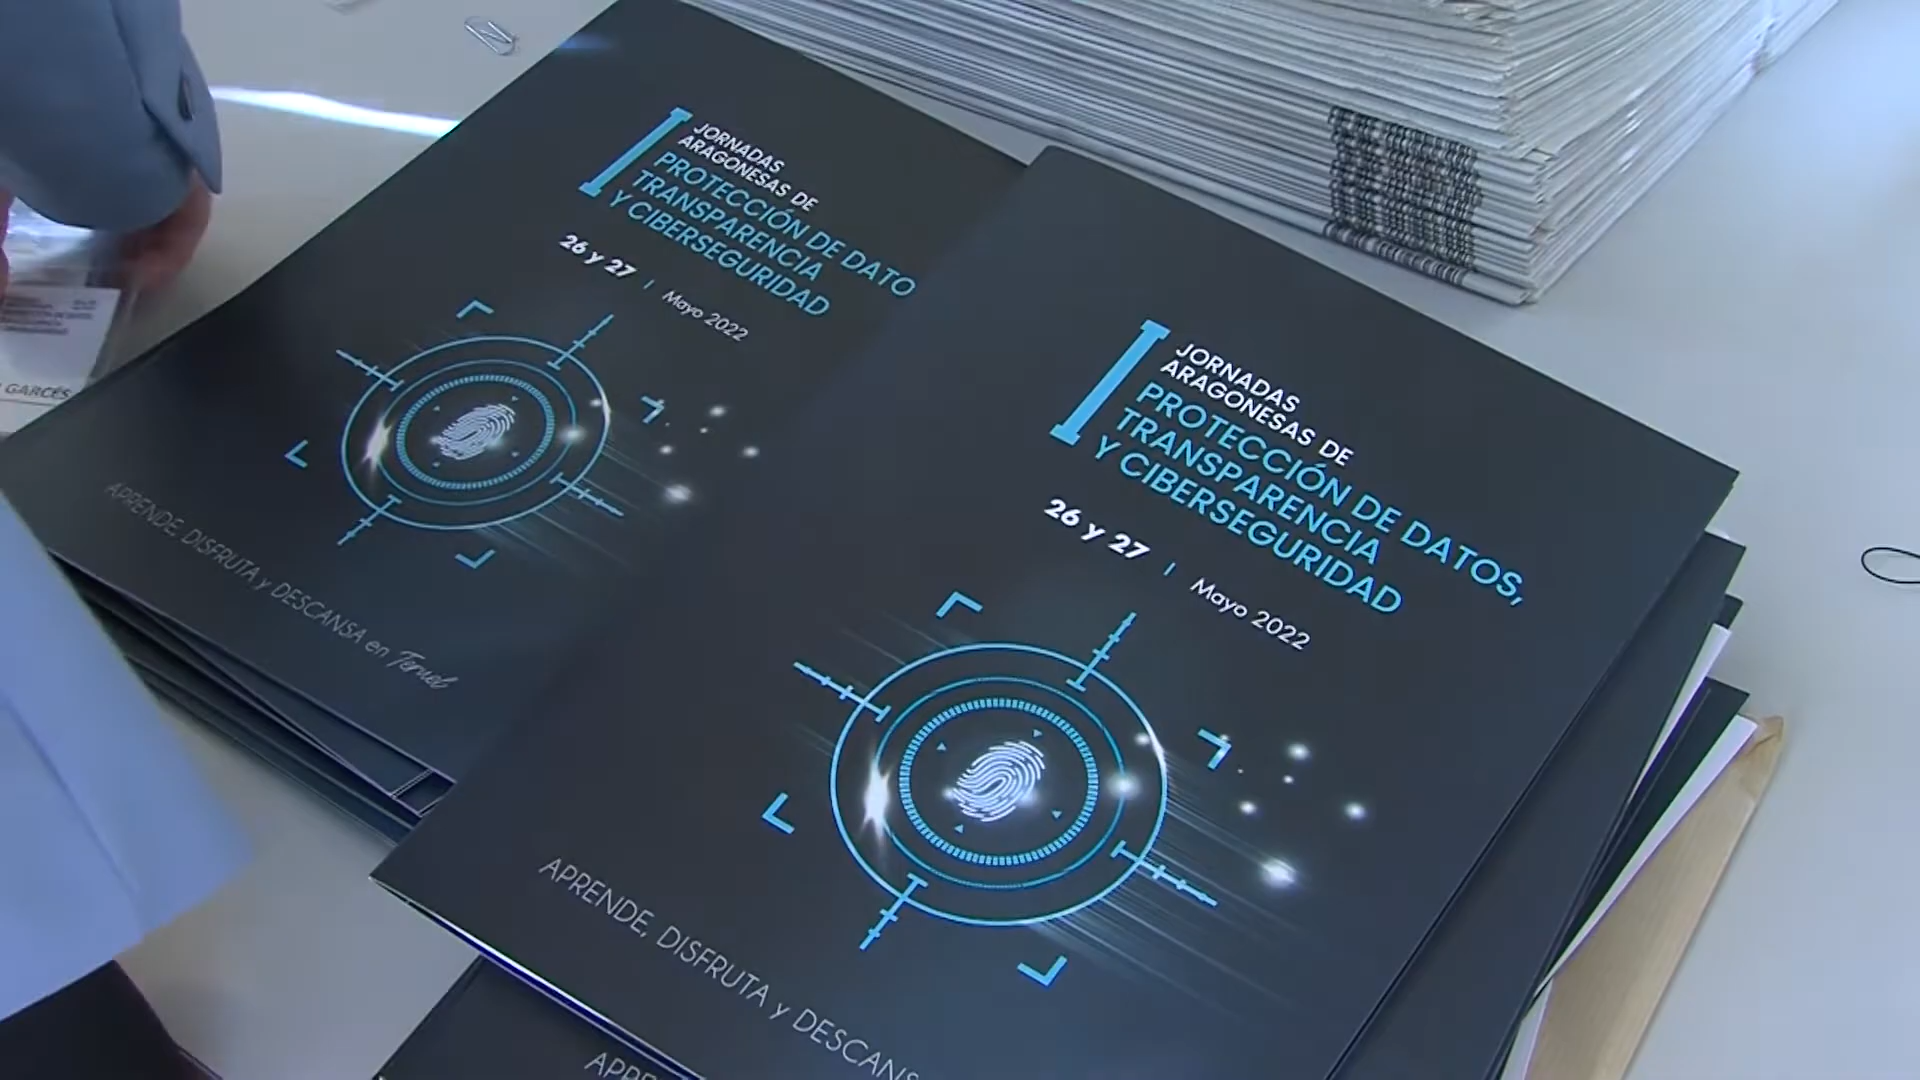 I
JORNADAS
ARAGONESAS DE
PROTECCIÓN DE DATO
TRANSPARENCIA
Y CIBERSEGURIDAD
26 y 27 | Mayo 2022
APRENDE, DISFRUTA y DESCANSA en Teruel
I
JORNADAS
ARAGONESAS DE
PROTECCIÓN DE DATOS,
TRANSPARENCIA
Y CIBERSEGURIDAD
26 y 27 | Mayo 2022
APRENDE, DISFRUTA y DESCANS
APRE
GARCÉS